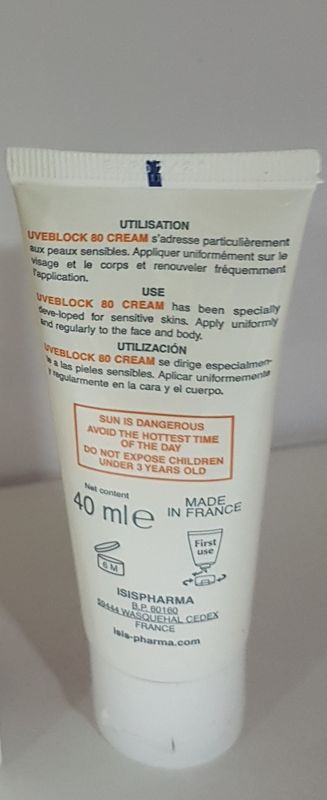 UTILISATION
UVEBLOCK 80 CREAM s'adresse particulièrement
aux peaux sensibles. Appliquer uniformément sur le
visage et le corps et renouveler fréquemment
l'application.
USE
UVEBLOCK 80 CREAM has been specially
deve-loped for sensitive skins. Apply uniformly
and regularly to the face and body.
UTILIZACIÓN
UVEBLOCK 80 CREAM se dirige especialmen-
te a las pieles sensibles. Aplicar uniformemente
y regularmente en la cara y el cuerpo.
SUN IS DANGEROUS
AVOID THE HOTTEST TIME
OF THE DAY
DO NOT EXPOSE CHILDREN
UNDER 3 YEARS OLD
Net content
40 ml e
MADE
IN FRANCE
First
use
6 M
ISISPHARMA
B.P. 60160
59444 WASQUEHAL CEDEX
FRANCE
isis-pharma.com